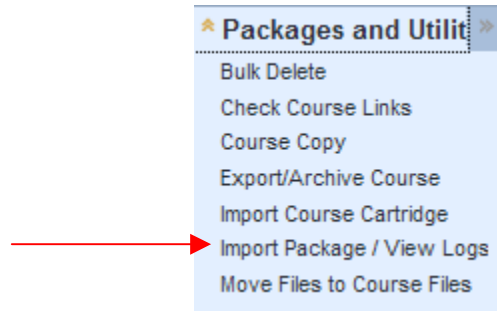 Packages and Utilit
Bulk Delete
Check Course Links
Course Copy
Export/Archive Course
Import Course Cartridge
Import Package / View Logs
Move Files to Course Files